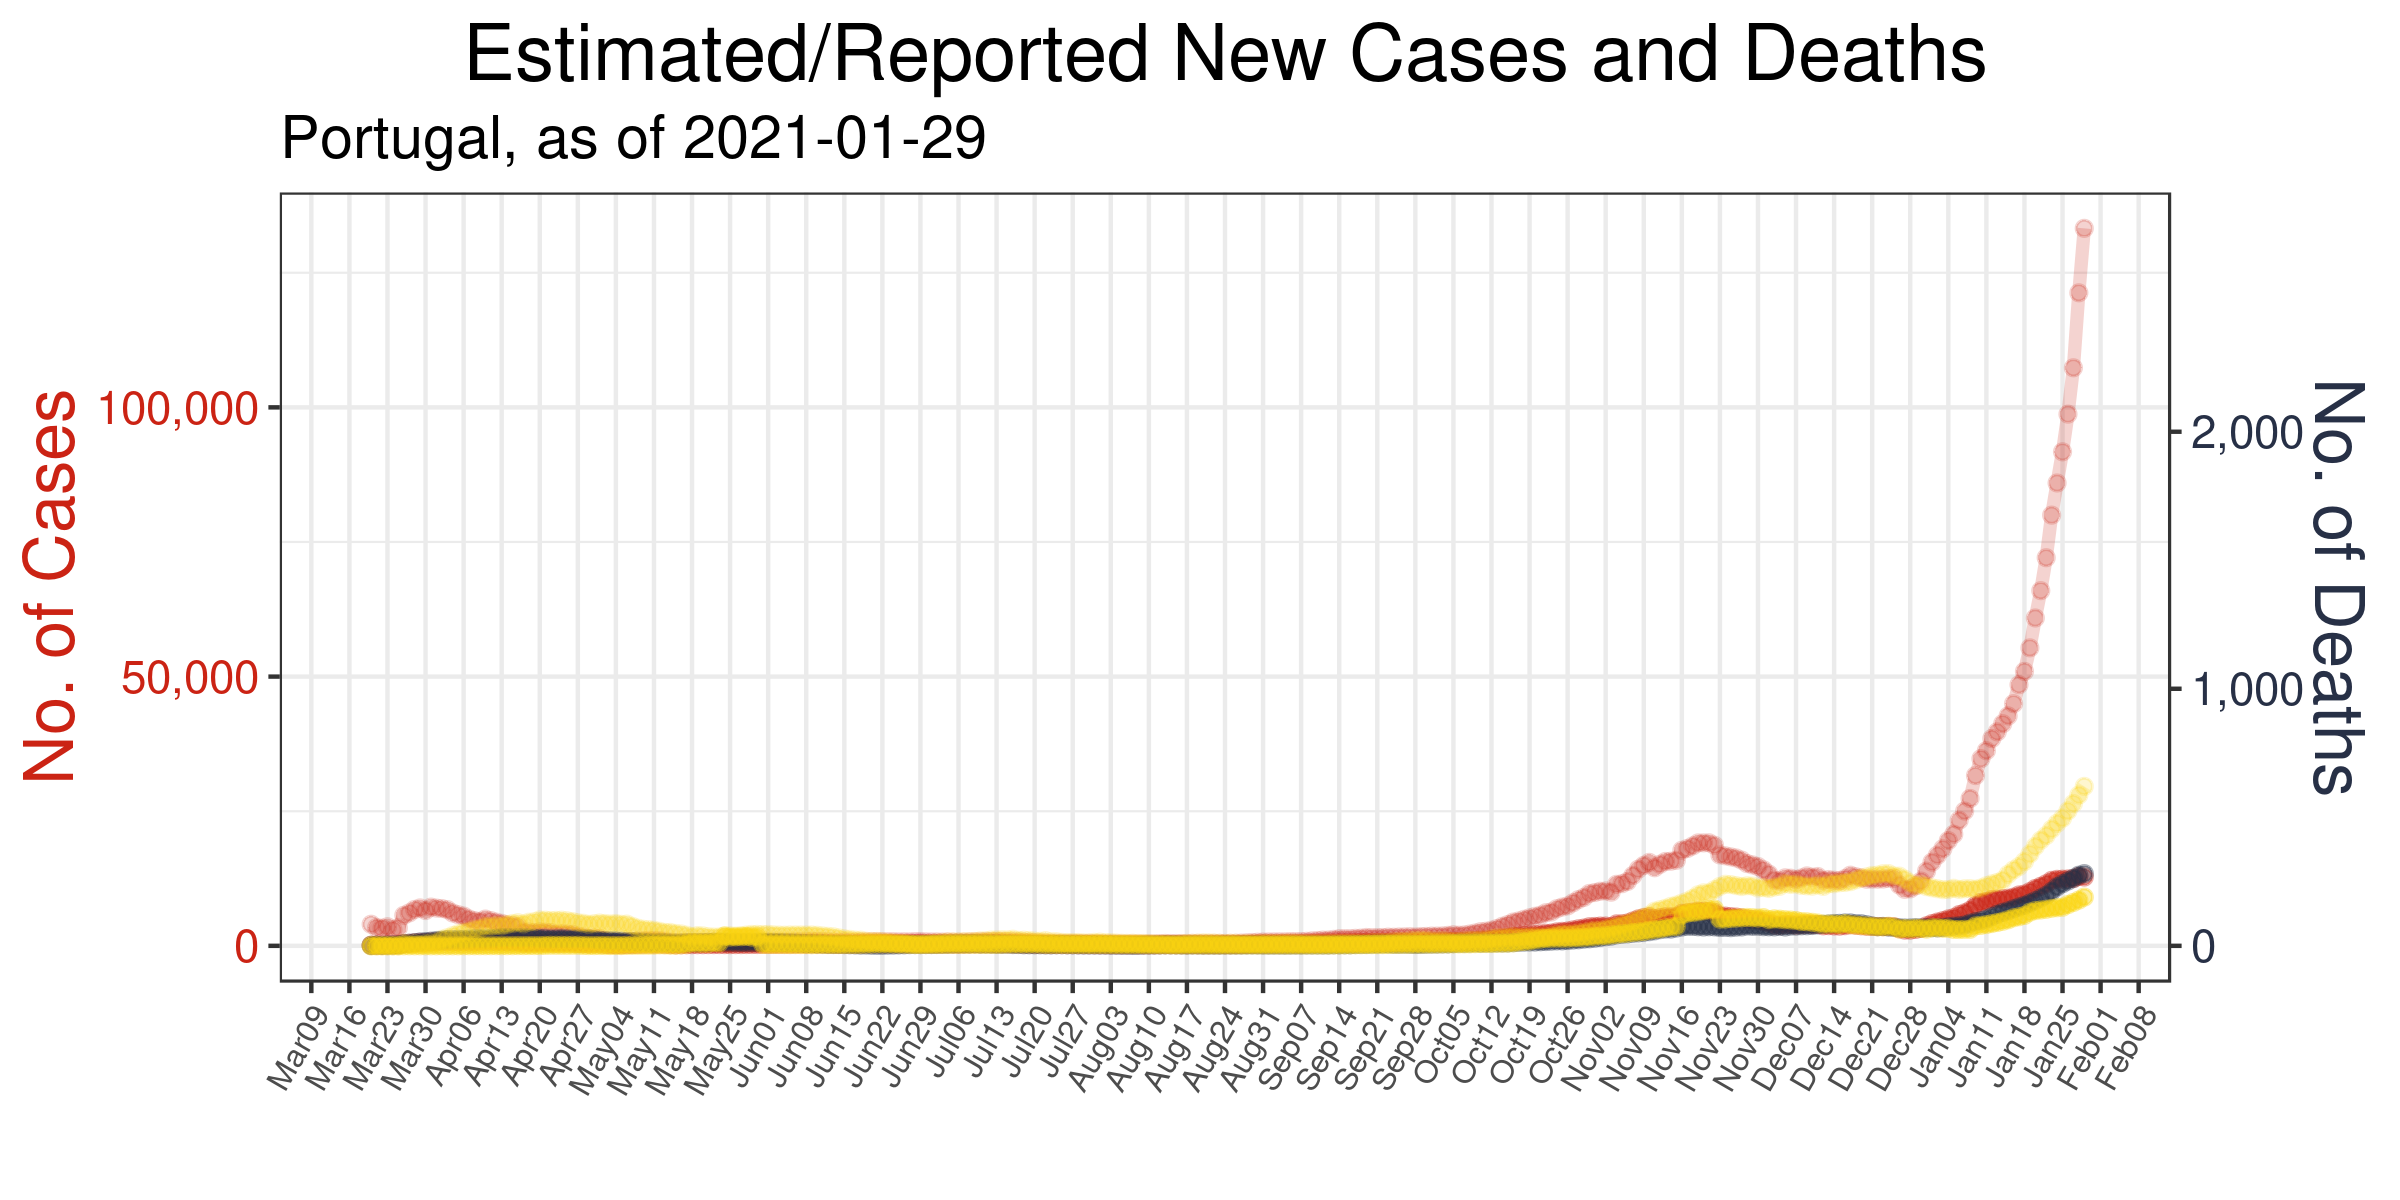 Estimated/Reported New Cases and Deaths
Portugal, as of 2021-01-29
No. of Cases
100,000
50,000
0
No. of Deaths
2,000
1,000
0
Mar09
Mar16
Mar23
Mar30
Apr06
Apr13
Apr20
Apr27
May04
May11
May18
May25
Jun01
Jun08
Jun15
Jun22
Jun29
Jul06
Jul13
Jul20
Jul27
Aug03
Aug10
Aug17
Aug24
Aug31
Sep07
Sep14
Sep21
Sep28
Oct05
Oct12
Oct19
Oct26
Nov02
Nov09
Nov16
Nov23
Nov30
Dec07
Dec14
Dec21
Dec28
Jan04
Jan11
Jan18
Jan25
Feb01
Feb08